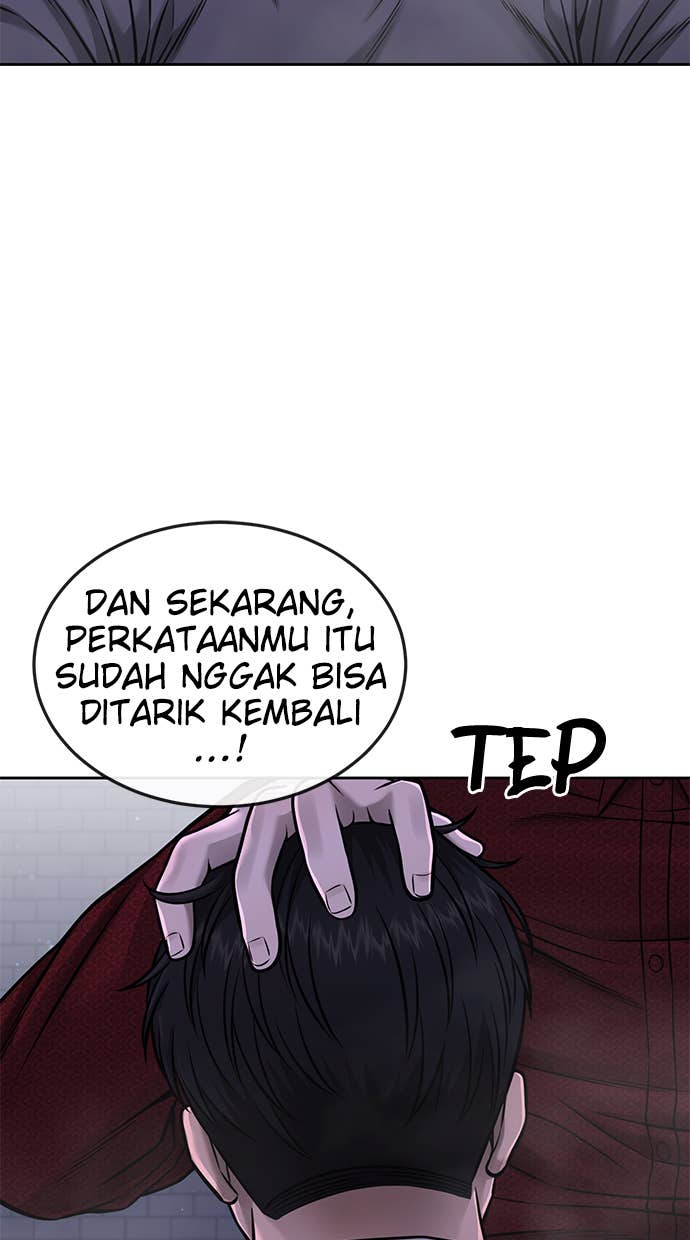 DAN SEKARANG,
PERKATAANMU ITU
SUDAH NGGAK BISA
DITARIK KEMBALI
...!
TEP